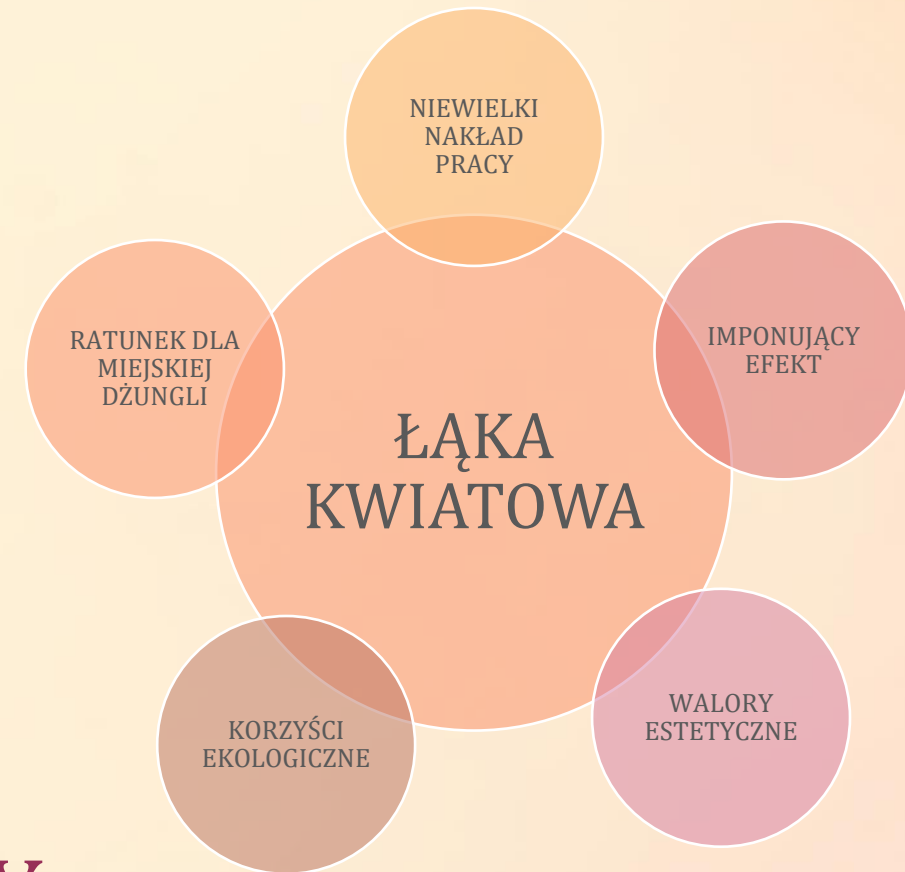 NIEWIELKI
NAKŁAD
PRACY
RATUNEK DLA
MIEJSKIEJ
DŻUNGLI
IMPONUJĄCY
EFEKT
ŁĄKA
KWIATOWA
KORZYŚCI
EKOLOGICZNE
WALORY
ESTETYCZNE